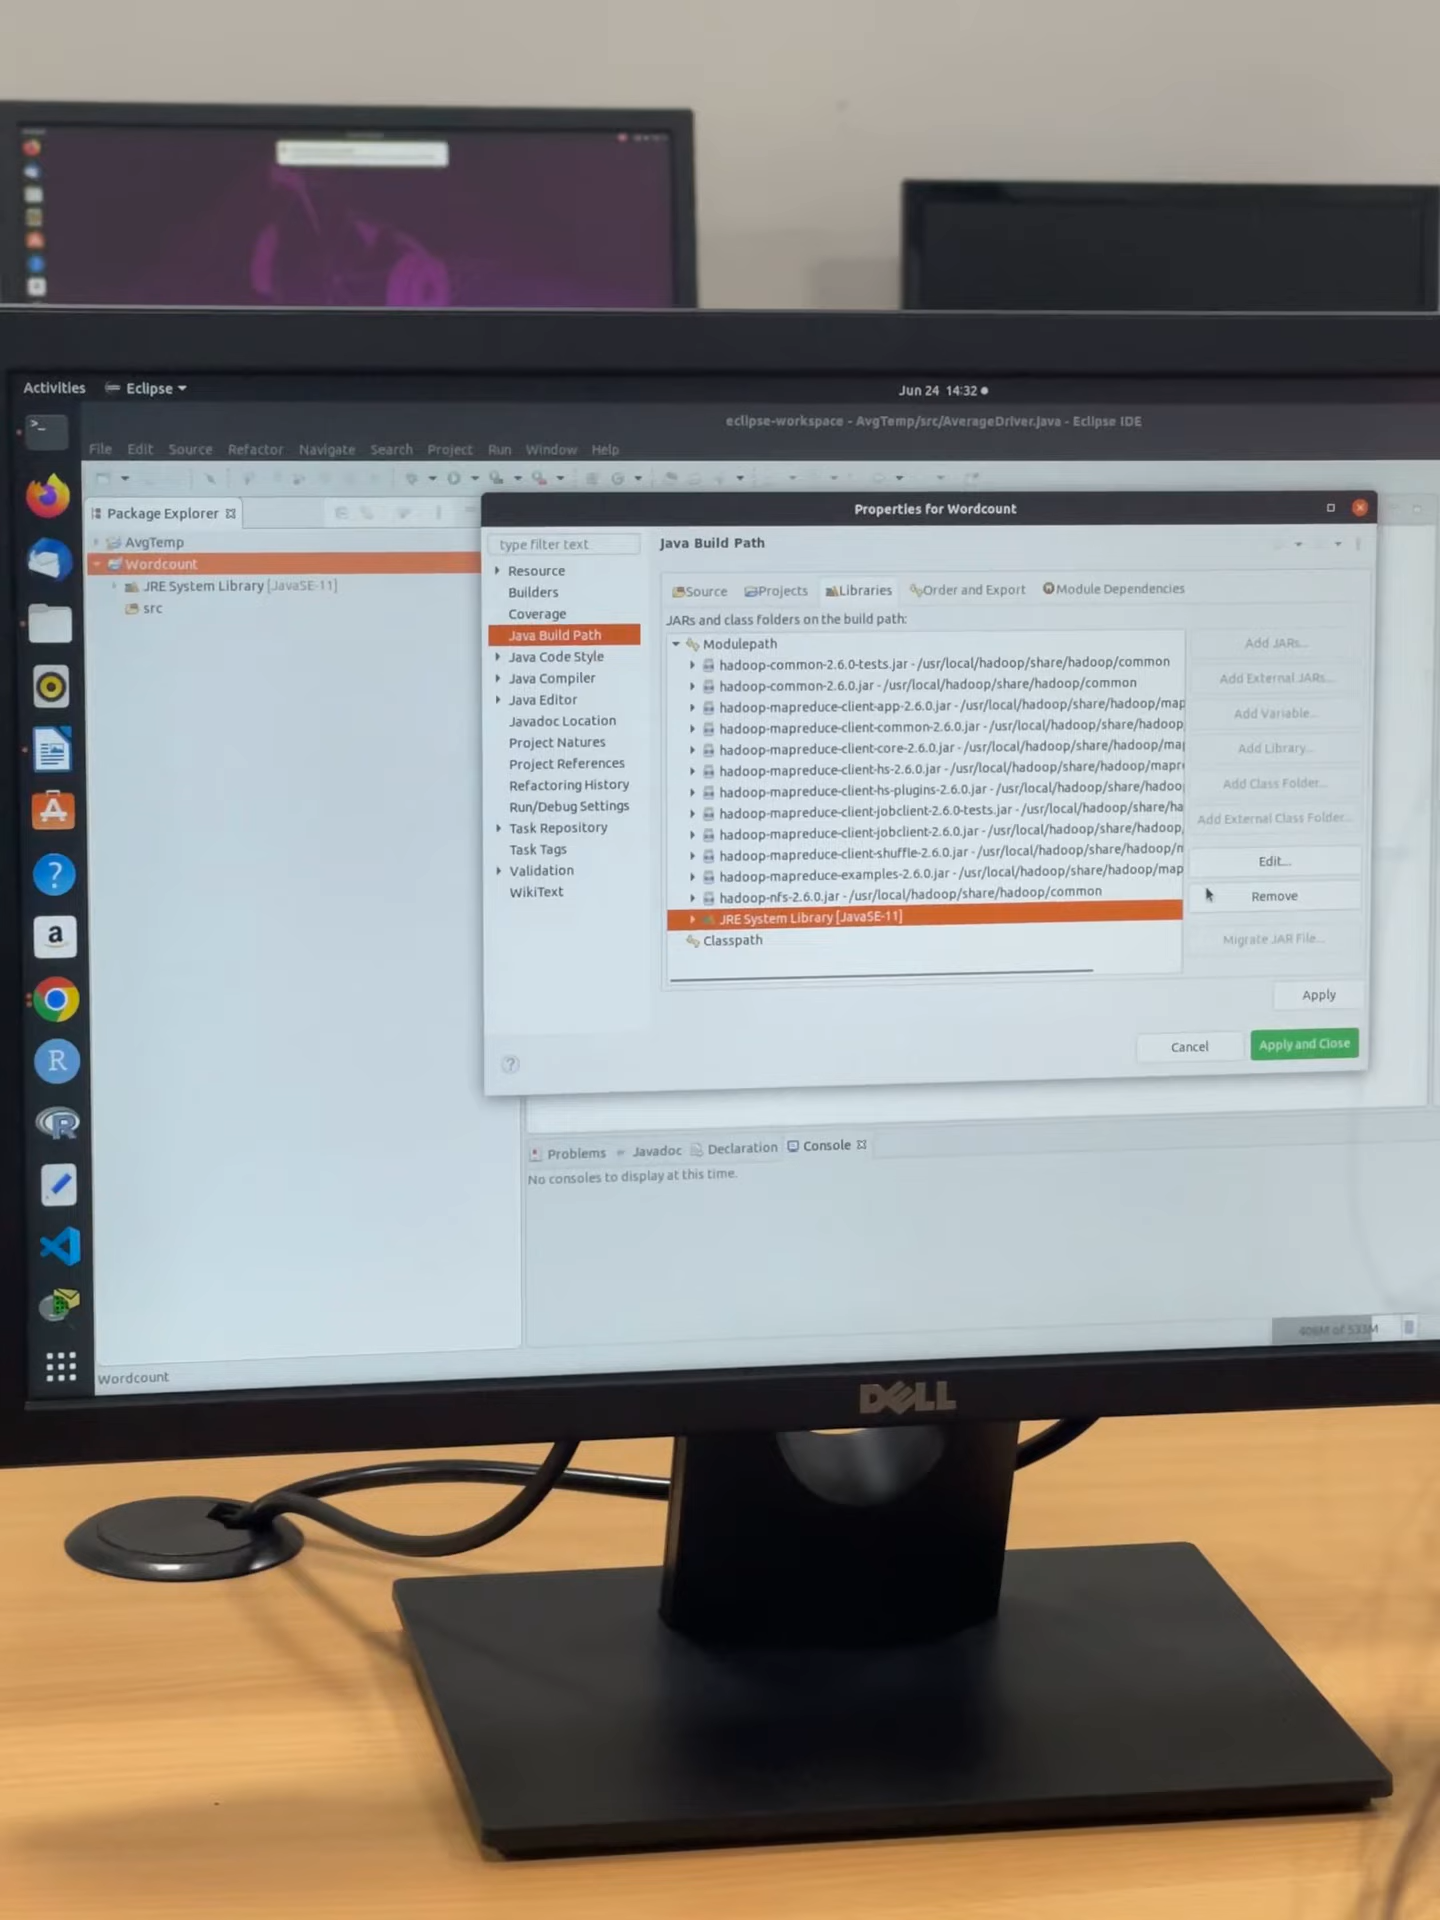 Activities
Eclipse
Jun 24 14:32
eclipse-workspace - AvgTemp/src/AverageDriver.java - Eclipse IDE
File Edit Source Refactor Navigate Search Project Run Window Help
Package Explorer
AvgTemp
Wordcount
JRE System Library [JavaSE-11]
src
Properties for Wordcount
type filter text
Resource
Builders
Coverage
Java Build Path
Java Code Style
Java Compiler
Java Editor
Javadoc Location
Project Natures
Project References
Refactoring History
Run/Debug Settings
Task Repository
Task Tags
Validation
WikiText
Java Build Path
Source Projects Libraries Order and Export Module Dependencies
JARs and class folders on the build path:
Modulepath
hadoop-common-2.6.0-tests.jar - /usr/local/hadoop/share/hadoop/common
hadoop-common-2.6.0.jar - /usr/local/hadoop/share/hadoop/common
hadoop-mapreduce-client-app-2.6.0.jar - /usr/local/hadoop/share/hadoop/map
hadoop-mapreduce-client-common-2.6.0.jar - /usr/local/hadoop/share/hadoop
hadoop-mapreduce-client-core-2.6.0.jar - /usr/local/hadoop/share/hadoop/ma
hadoop-mapreduce-client-hs-2.6.0.jar - /usr/local/hadoop/share/hadoop/mapr
hadoop-mapreduce-client-hs-plugins-2.6.0.jar - /usr/local/hadoop/share/hadoo
hadoop-mapreduce-client-jobclient-2.6.0-tests.jar - /usr/local/hadoop/share/ha
hadoop-mapreduce-client-jobclient-2.6.0.jar - /usr/local/hadoop/share/hadoop
hadoop-mapreduce-client-shuffle-2.6.0.jar - /usr/local/hadoop/share/hadoop/
hadoop-mapreduce-examples-2.6.0.jar - /usr/local/hadoop/share/hadoop/map
hadoop-nfs-2.6.0.jar - /usr/local/hadoop/share/hadoop/common
JRE System Library [JavaSE-11]
Classpath
Add JARs...
Add External JARs...
Add Variable...
Add Library...
Add Class Folder...
Add External Class Folder...
Edit...
Remove
Migrate JAR File...
Apply
Cancel
Apply and Close
Problems Javadoc Declaration Console
No consoles to display at this time.
Wordcount
DELL